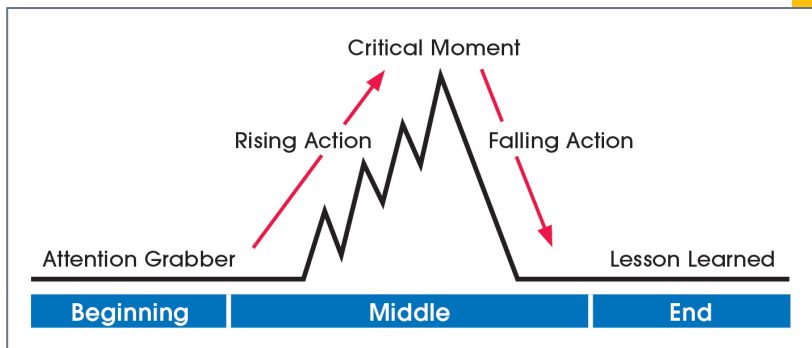 Critical Moment
Rising Action
Falling Action
Attention Grabber
Lesson Learned
Beginning
Middle
End